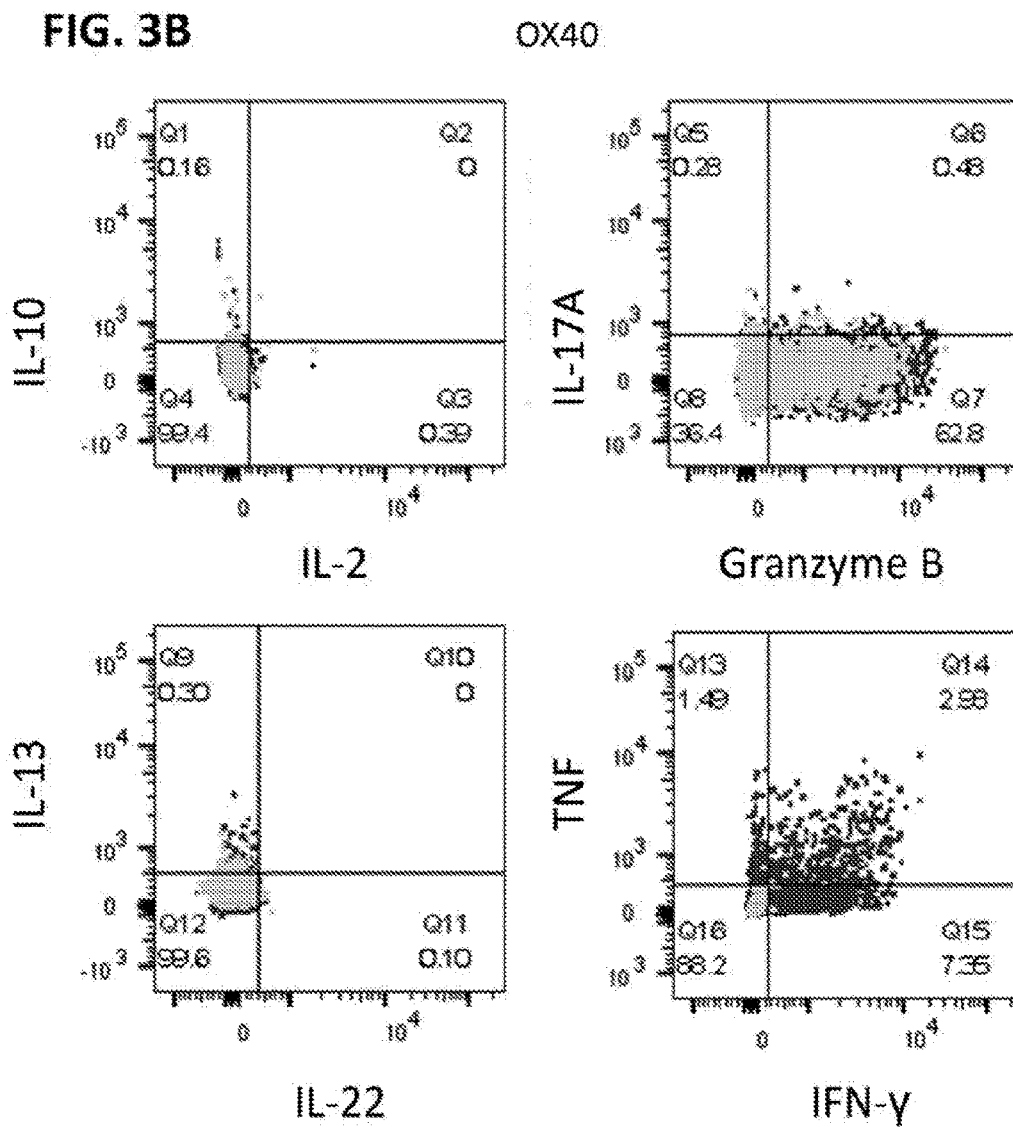 FIG. 3B
OX40
Q1
0.16
Q2
0
Q4
99.4
Q3
0.39
10^5
10^4
10^3
0
-10^3
0
10^4
IL-10
IL-2
Q5
0.28
Q6
0.48
Q8
36.4
Q7
62.8
10^5
10^4
10^3
0
10^3
0
10^4
IL-17A
Granzyme B
Q9
0.30
Q10
0
Q12
99.6
Q11
0.10
10^5
10^4
10^3
0
-10^3
0
10^4
IL-13
IL-22
Q13
1.49
Q14
2.98
Q16
88.2
Q15
7.35
10^5
10^4
10^3
0
10^3
0
10^4
TNF
IFN-γ